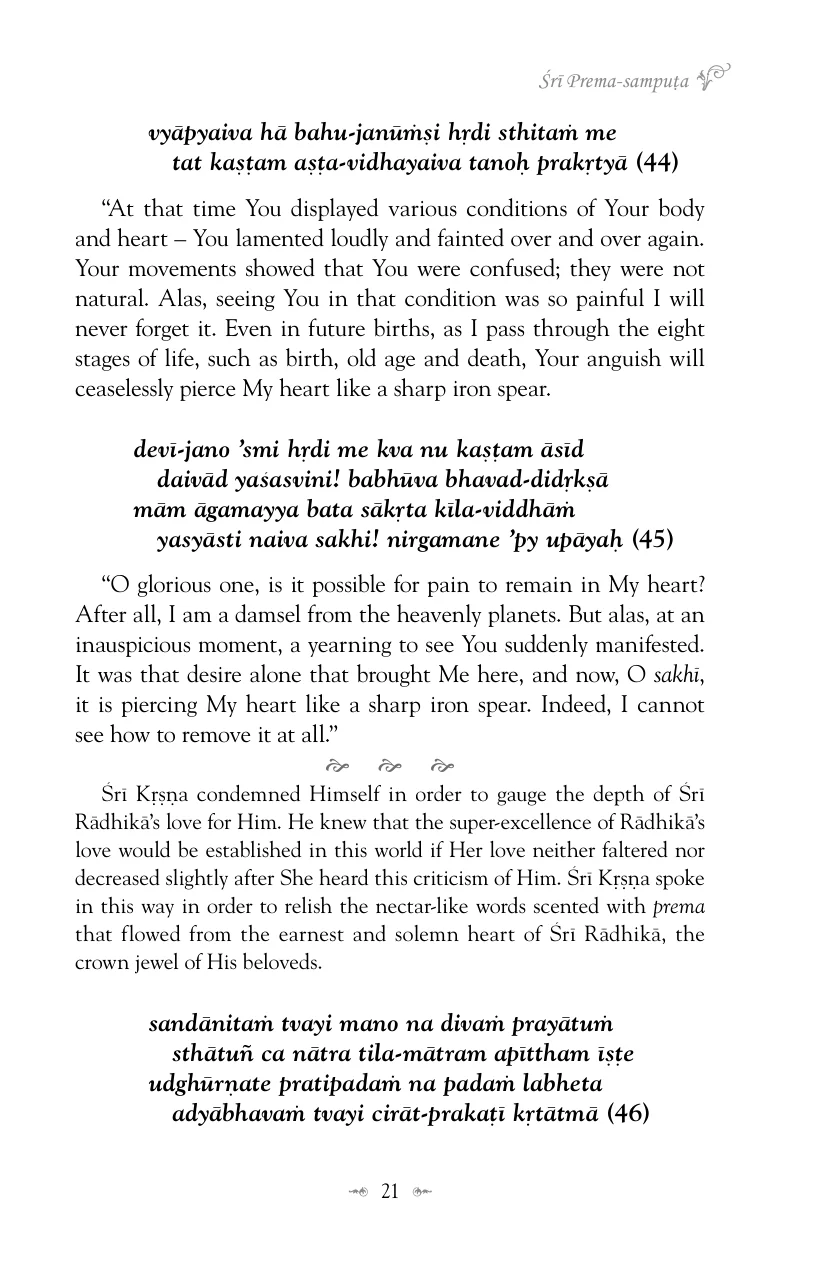 Śrī Prema-sampuṭa
vyāpyaiva hā bahu-janūṁṣi hṛdi sthitaṁ me
tat kaṣṭam aṣṭa-vidhayaiva tanoḥ prakṛtyā (44)
“At that time You displayed various conditions of Your body
and heart – You lamented loudly and fainted over and over again.
Your movements showed that You were confused; they were not
natural. Alas, seeing You in that condition was so painful I will
never forget it. Even in future births, as I pass through the eight
stages of life, such as birth, old age and death, Your anguish will
ceaselessly pierce My heart like a sharp iron spear.
devī-jano ’smi hṛdi me kva nu kaṣṭam āsīd
daivād yaśasvini! babhūva bhavad-didṛkṣā
mām āgamayya bata sākṛta kīla-viddhāṁ
yasyāsti naiva sakhi! nirgamane ’py upāyaḥ (45)
“O glorious one, is it possible for pain to remain in My heart?
After all, I am a damsel from the heavenly planets. But alas, at an
inauspicious moment, a yearning to see You suddenly manifested.
It was that desire alone that brought Me here, and now, O sakhī,
it is piercing My heart like a sharp iron spear. Indeed, I cannot
see how to remove it at all.”
Śrī Kṛṣṇa condemned Himself in order to gauge the depth of Śrī
Rādhikā’s love for Him. He knew that the super-excellence of Rādhikā’s
love would be established in this world if Her love neither faltered nor
decreased slightly after She heard this criticism of Him. Śrī Kṛṣṇa spoke
in this way in order to relish the nectar-like words scented with prema
that flowed from the earnest and solemn heart of Śrī Rādhikā, the
crown jewel of His beloveds.
sandānitaṁ tvayi mano na divaṁ prayātuṁ
sthātuñ ca nātra tila-mātram apīttham īṣṭe
udghūrṇate pratipadaṁ na padaṁ labheta
adyābhavaṁ tvayi cirāt-prakaṭī kṛtātmā (46)
21